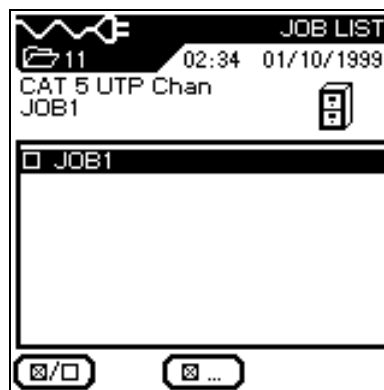 JOB LIST
11 02:34 01/10/1999
CAT 5 UTP Chan
JOB1
☐ JOB1
☒/☐ ☒ ...